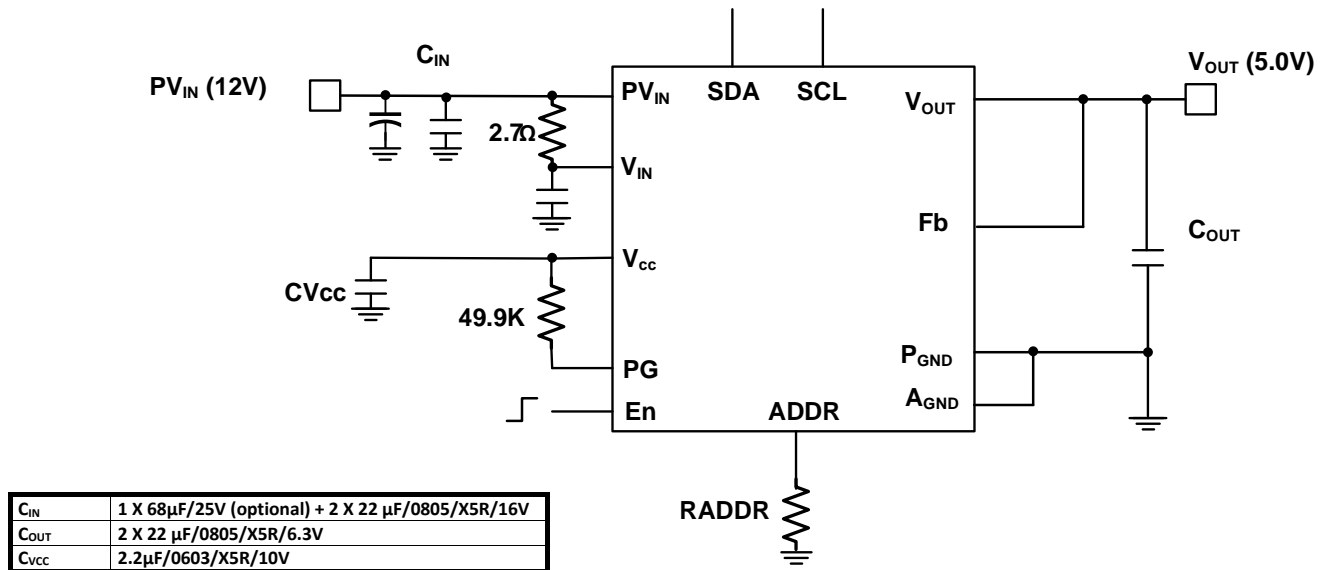 C_IN
PV_IN (12V)
PV_IN SDA SCL
V_OUT
V_OUT (5.0V)
2.7Ω
V_IN
Fb
C_OUT
V_cc
CVcc
49.9K
P_GND
PG
A_GND
En
ADDR
RADDR
C_IN 1 X 68µF/25V (optional) + 2 X 22 µF/0805/X5R/16V
C_OUT 2 X 22 µF/0805/X5R/6.3V
C_VCC 2.2µF/0603/X5R/10V